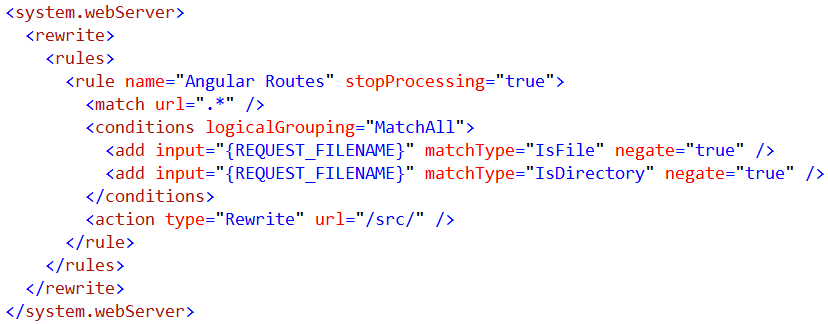 <system.webServer>
<rewrite>
<rules>
<rule name="Angular Routes" stopProcessing="true">
<match url=".*" />
<conditions logicalGrouping="MatchAll">
<add input="{REQUEST_FILENAME}" matchType="IsFile" negate="true" />
<add input="{REQUEST_FILENAME}" matchType="IsDirectory" negate="true" />
</conditions>
<action type="Rewrite" url="/src/" />
</rule>
</rules>
</rewrite>
</system.webServer>